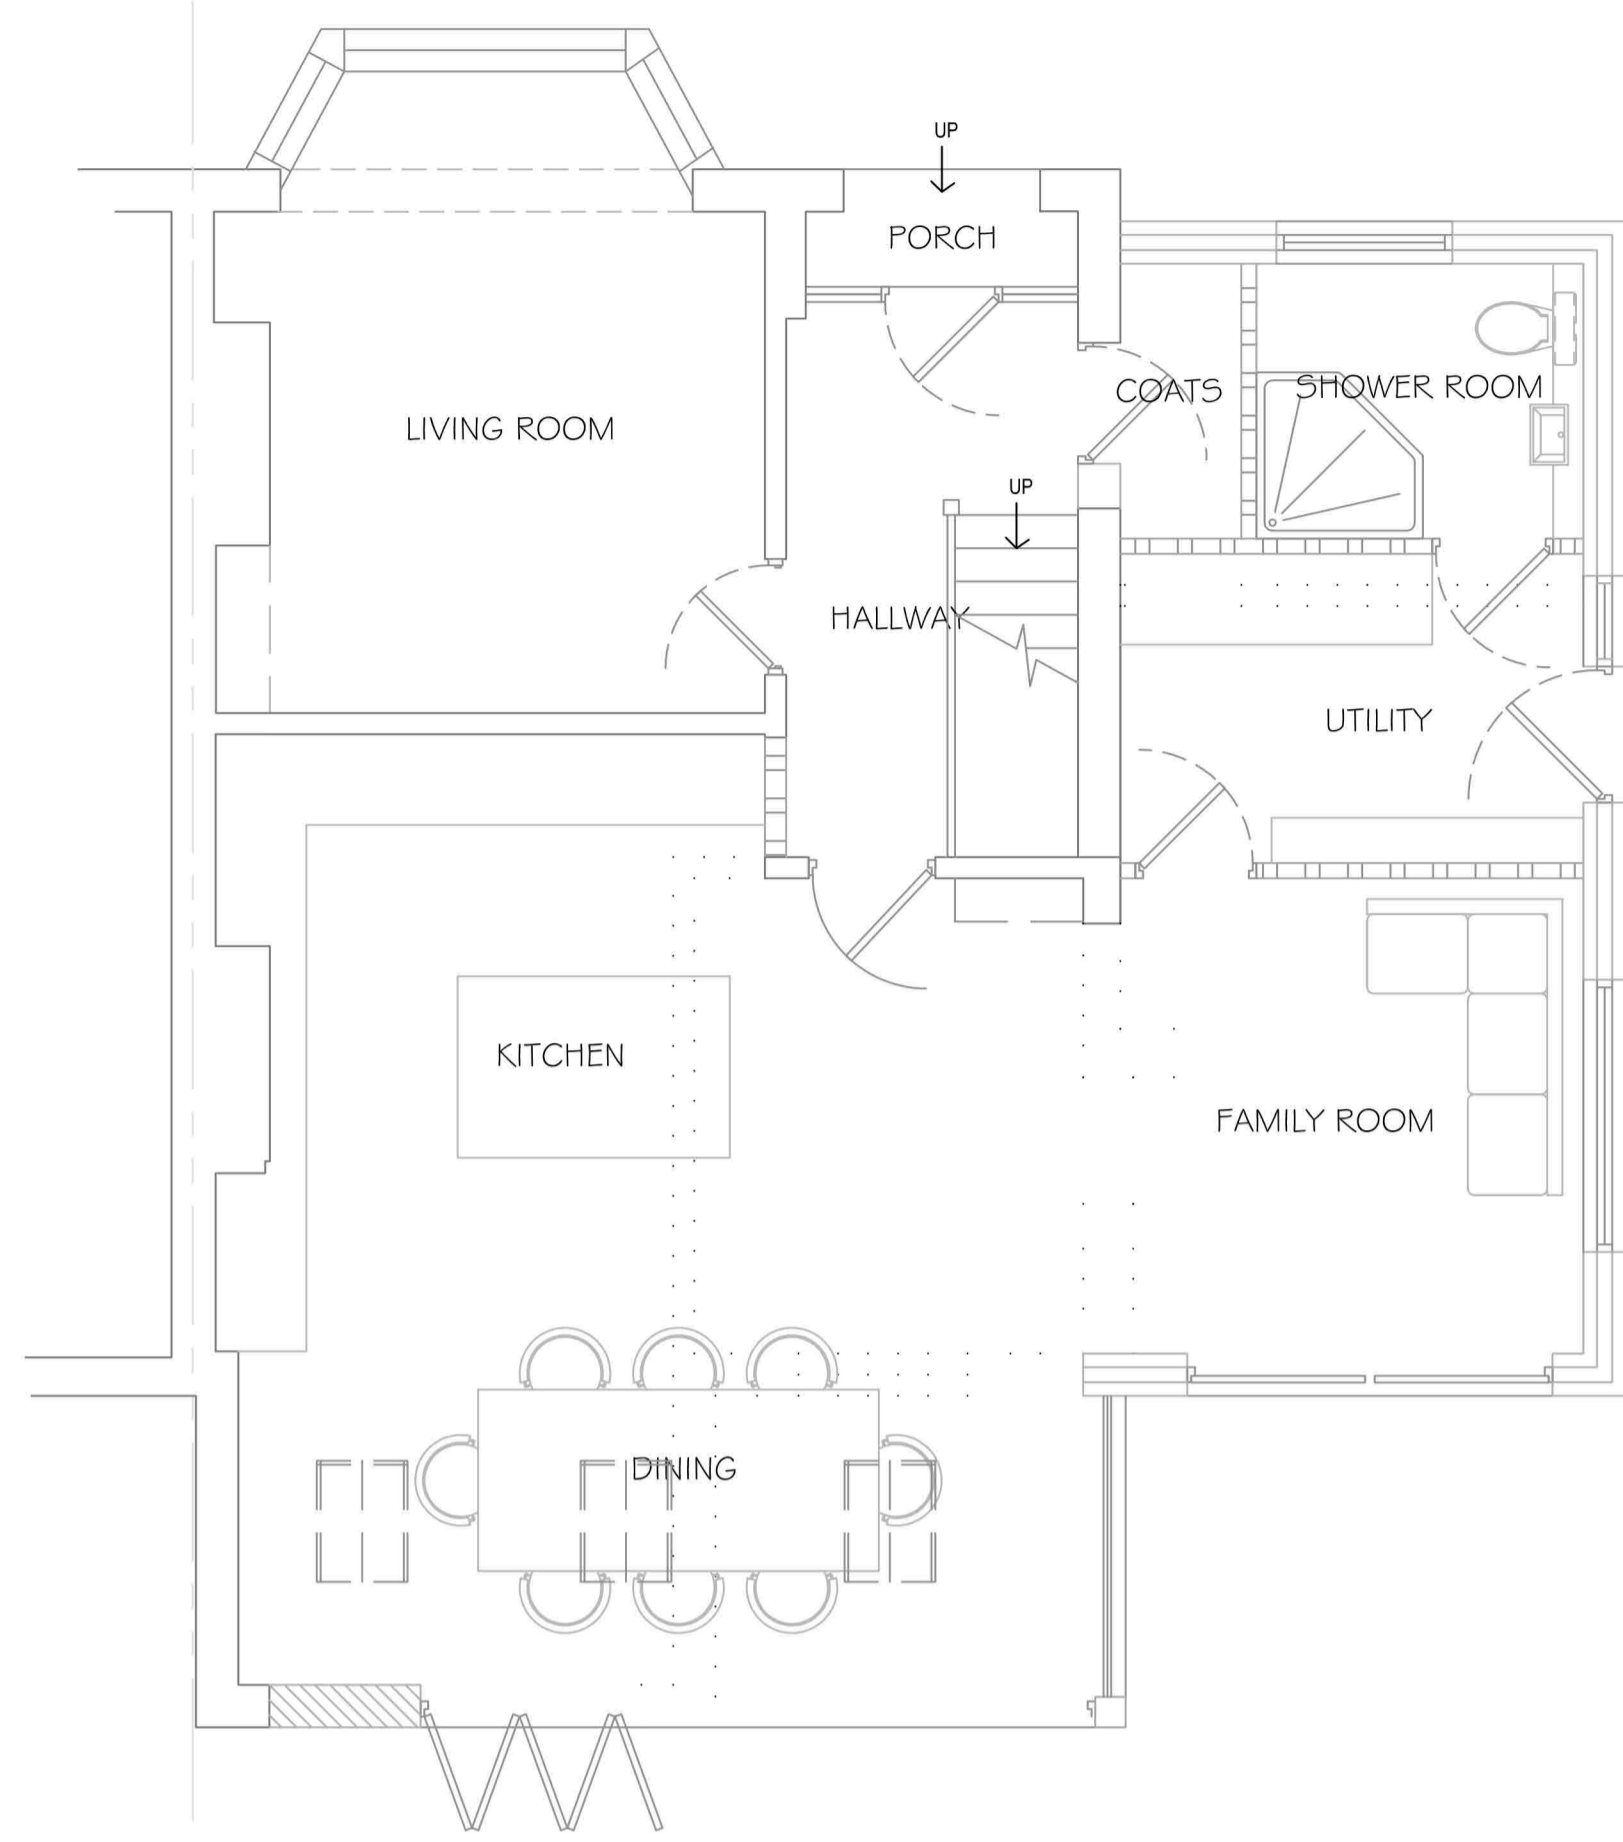 UP
PORCH
COATS
SHOWER ROOM
LIVING ROOM
UP
HALLWAY
UTILITY
KITCHEN
FAMILY ROOM
DINING